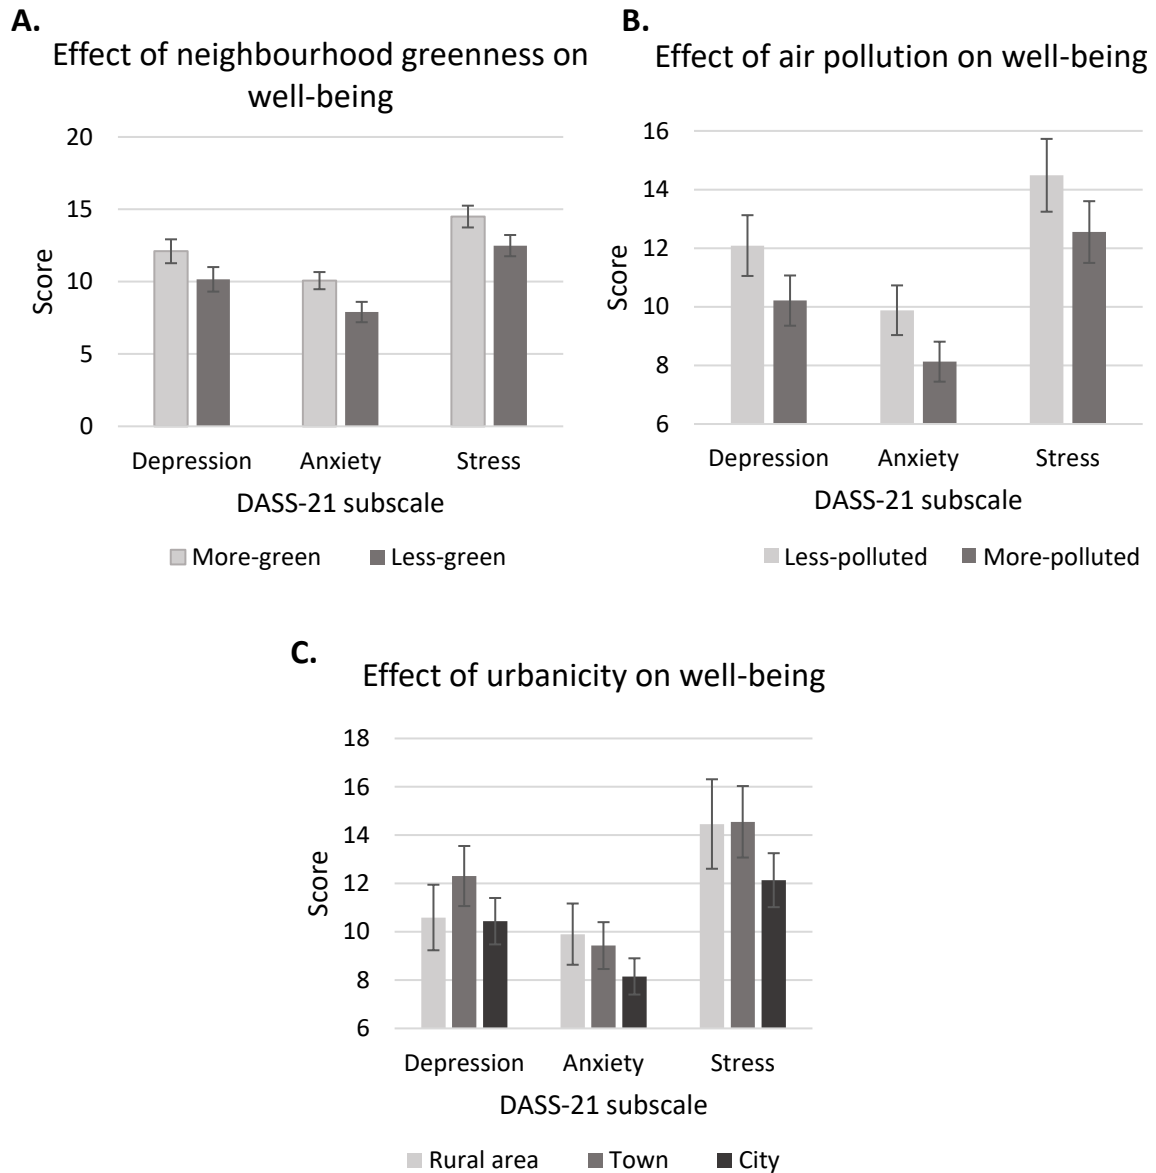 A.
Effect of neighbourhood greenness on
well-being
20
15
10
5
0
Score
Depression Anxiety Stress
DASS-21 subscale
More-green Less-green
B.
Effect of air pollution on well-being
16
14
12
10
8
6
Score
Depression Anxiety Stress
DASS-21 subscale
Less-polluted More-polluted
C.
Effect of urbanicity on well-being
18
16
14
12
10
8
6
Score
Depression Anxiety Stress
DASS-21 subscale
Rural area Town City